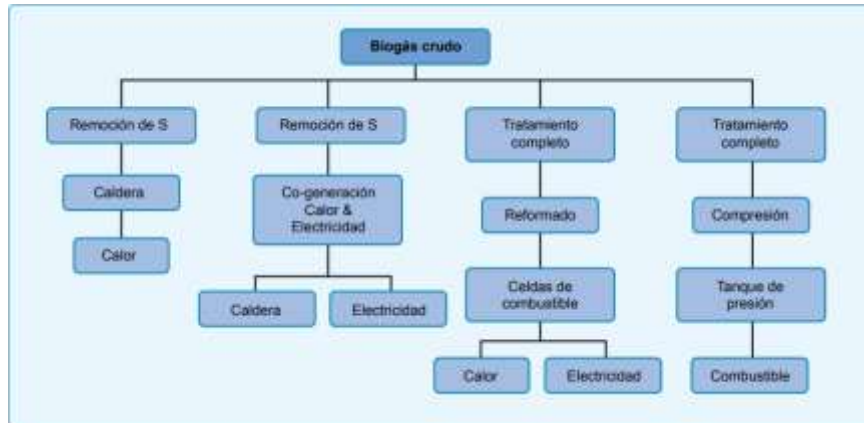 Biogás crudo
Remoción de S
Remoción de S
Tratamiento
completo
Tratamiento
completo
Caldera
Co-generación
Calor &
Electricidad
Reformado
Compresión
Calor
Caldera
Electricidad
Celdas de
combustible
Tanque de
presión
Calor
Electricidad
Combustible